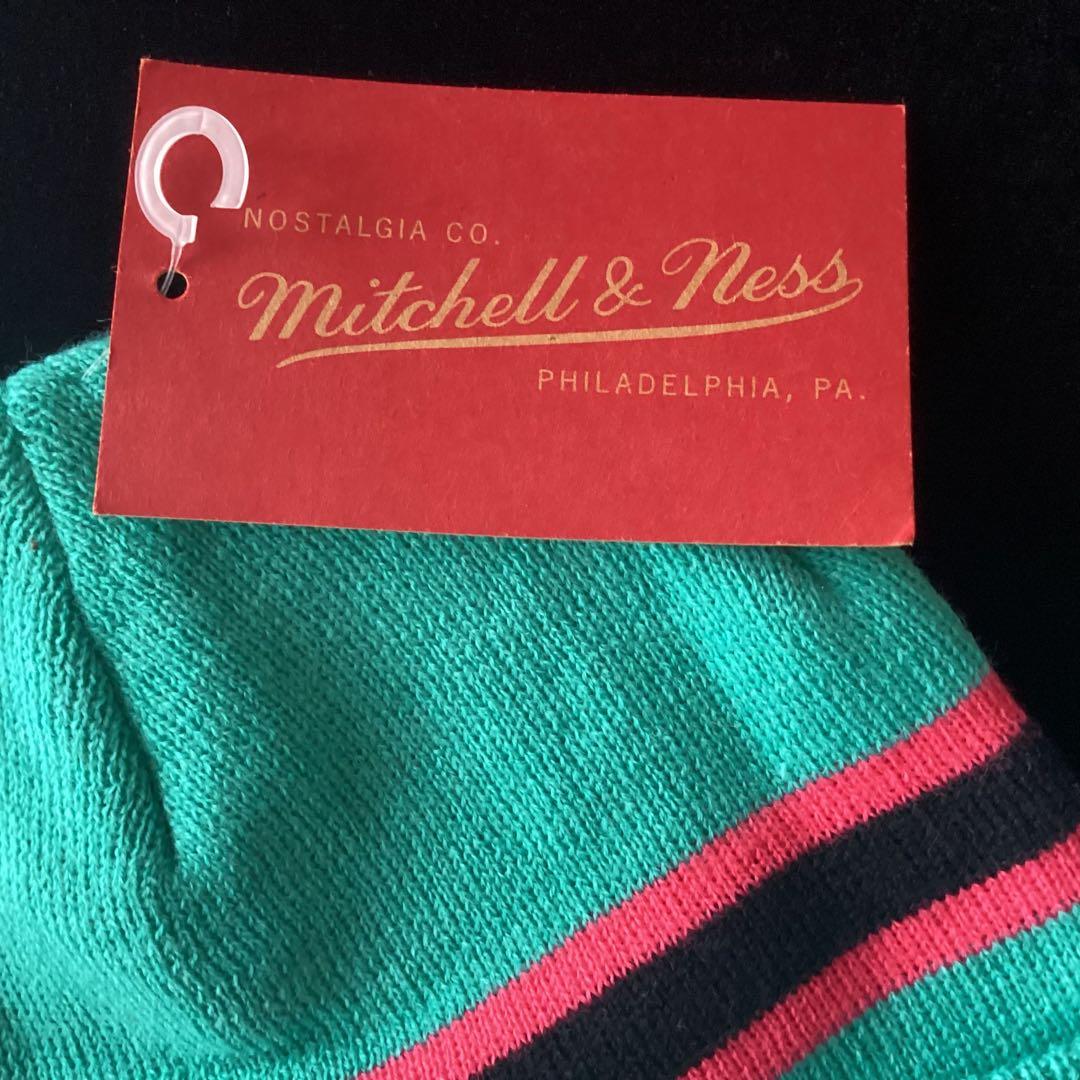 NOSTALGIA CO.
Mitchell & Ness
PHILADELPHIA, PA.